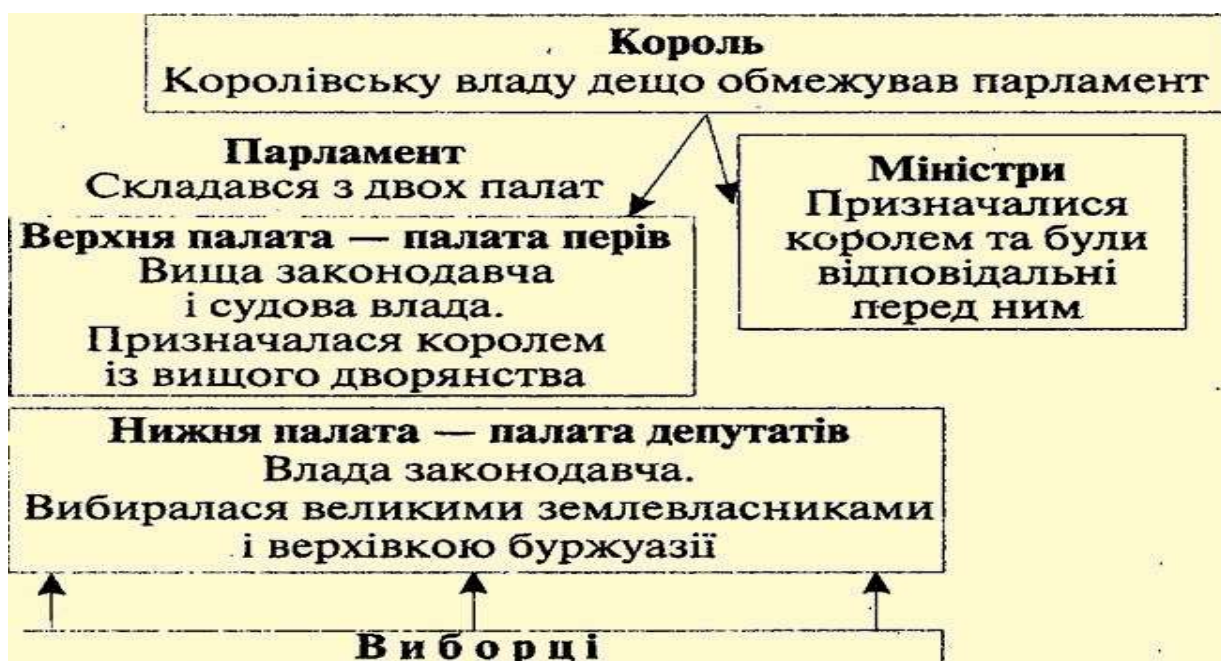 Король
Королівську владу дещо обмежував парламент
Парламент
Складався з двох палат
Міністри
Призначалися
королем та були
відповідальні
перед ним
Верхня палата — палата перів
Вища законодавча
і судова влада.
Призначалася королем
із вищого дворянства
Нижня палата — палата депутатів
Влада законодавча.
Вибиралася великими землевласниками
і верхівкою буржуазії
Виборці